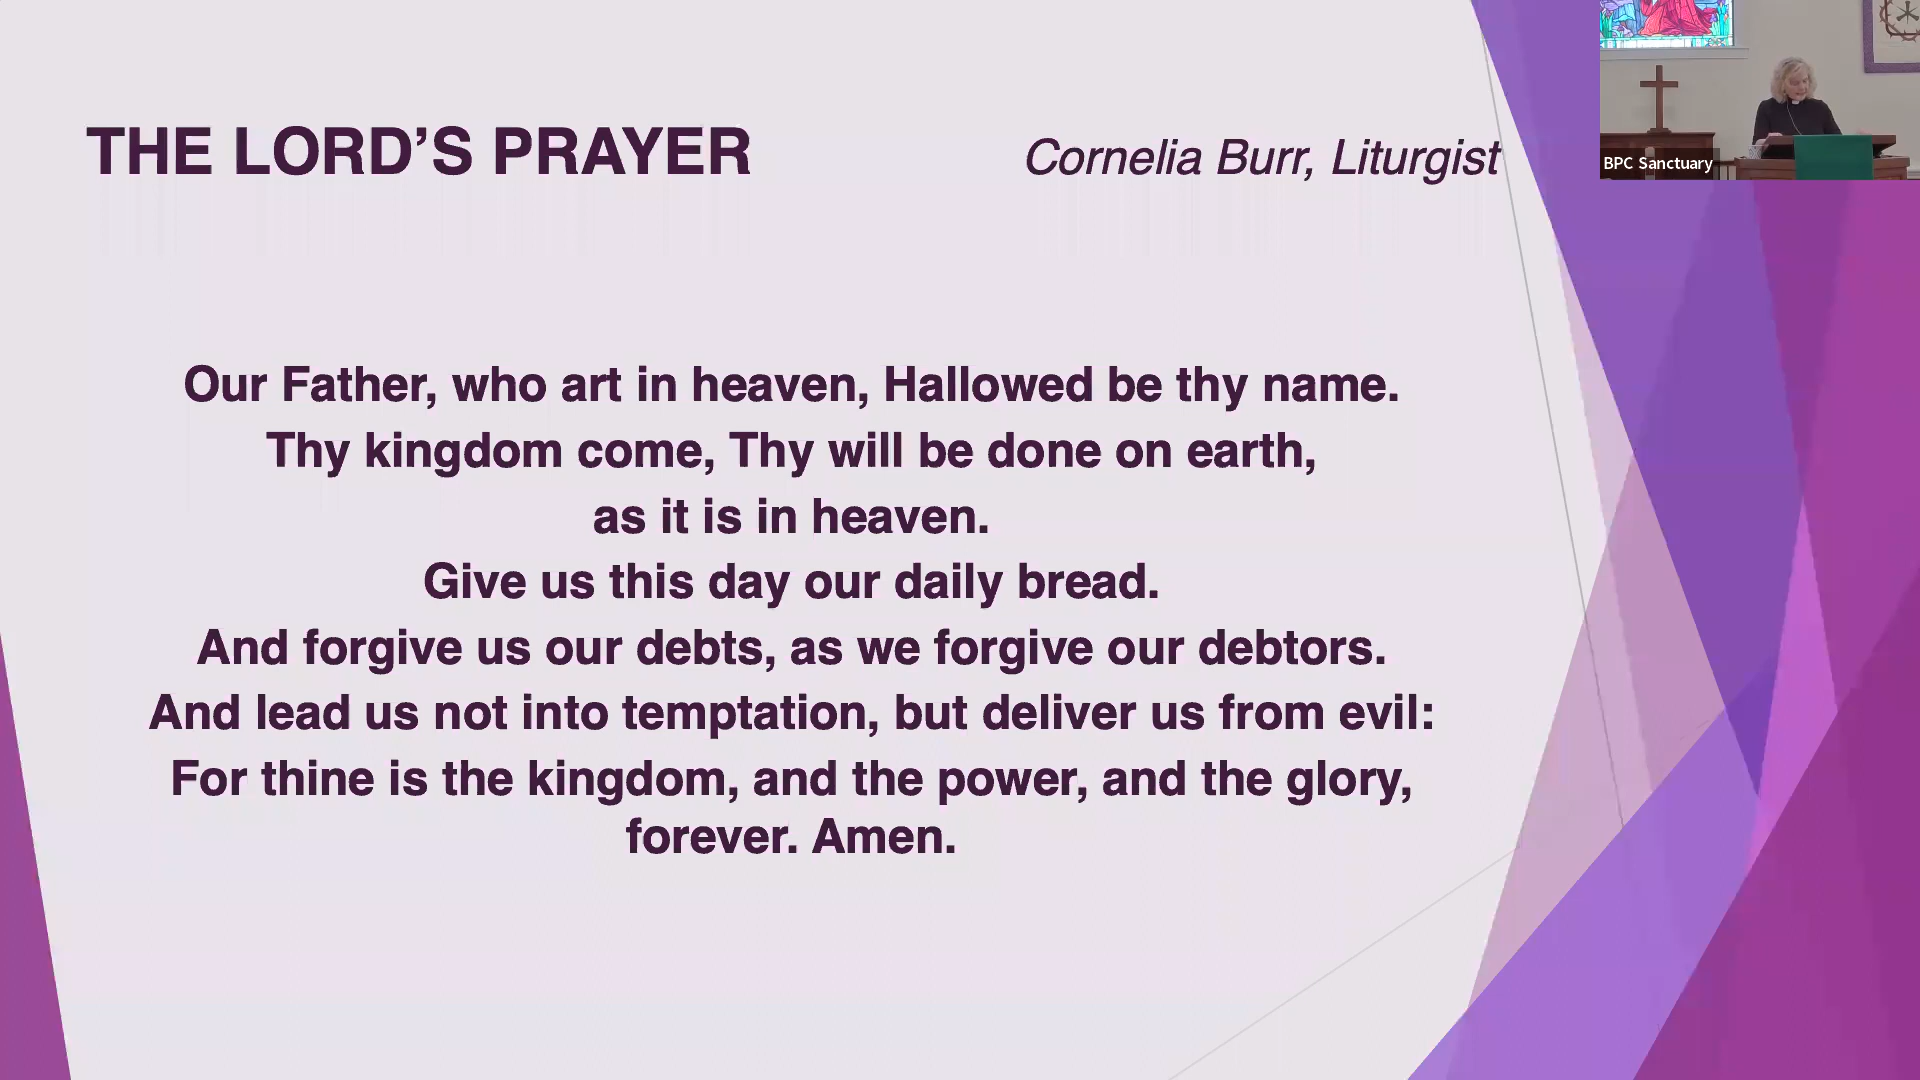 THE LORD’S PRAYER
Cornelia Burr, Liturgist
BPC Sanctuary
Our Father, who art in heaven, Hallowed be thy name.
Thy kingdom come, Thy will be done on earth,
as it is in heaven.
Give us this day our daily bread.
And forgive us our debts, as we forgive our debtors.
And lead us not into temptation, but deliver us from evil:
For thine is the kingdom, and the power, and the glory,
forever. Amen.